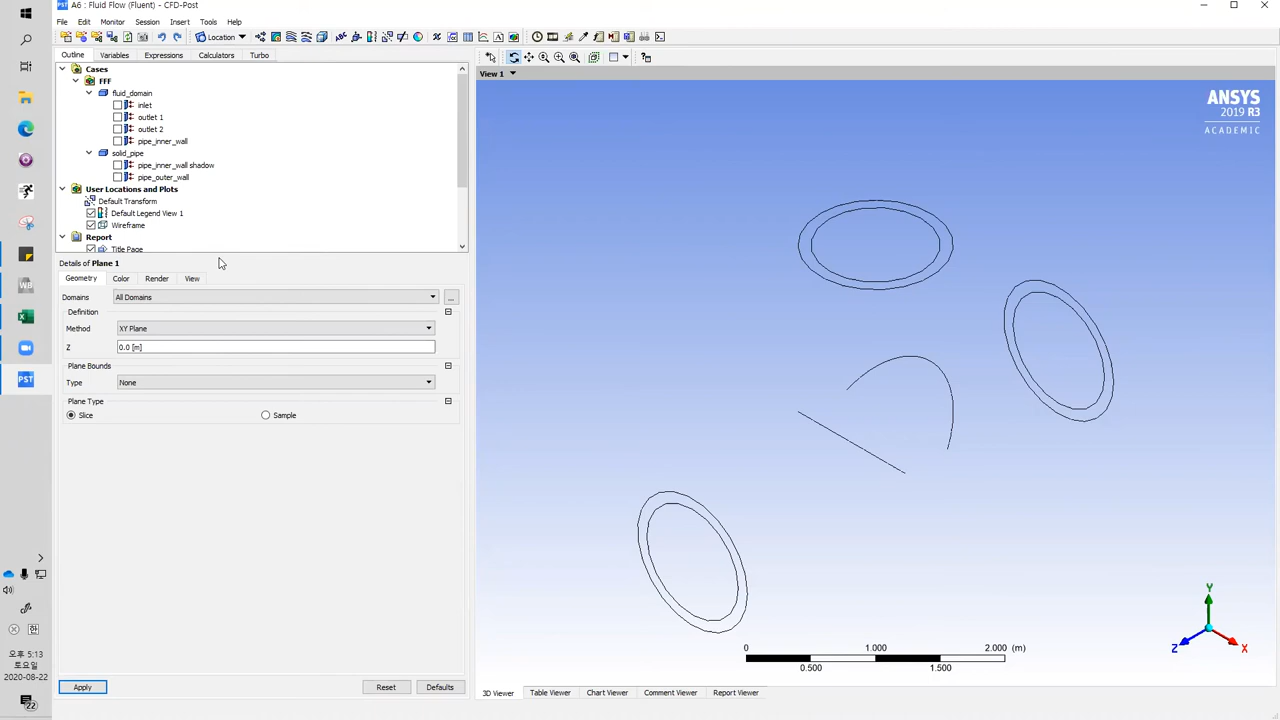 A6 : Fluid Flow (Fluent) - CFD-Post
File Edit Monitor Session Insert Tools Help
Location
Outline Variables Expressions Calculators Turbo
View 1
Cases
FFF
fluid_domain
inlet
outlet 1
outlet 2
pipe_inner_wall
solid_pipe
pipe_inner_wall shadow
pipe_outer_wall
User Locations and Plots
Default Transform
Default Legend View 1
Wireframe
Report
Title Page
Details of Plane 1
Geometry Color Render View
Domains All Domains ...
Definition
Method XY Plane
Z 0.0 [m]
Plane Bounds
Type None
Plane Type
Slice Sample
Apply Reset Defaults
ANSYS
2019 R3
ACADEMIC
Y
Z X
0 1.000 2.000 (m)
0.500 1.500
3D Viewer Table Viewer Chart Viewer Comment Viewer Report Viewer
PST
WB
PST
한
오후 5:13
토요일
2020-08-22
22